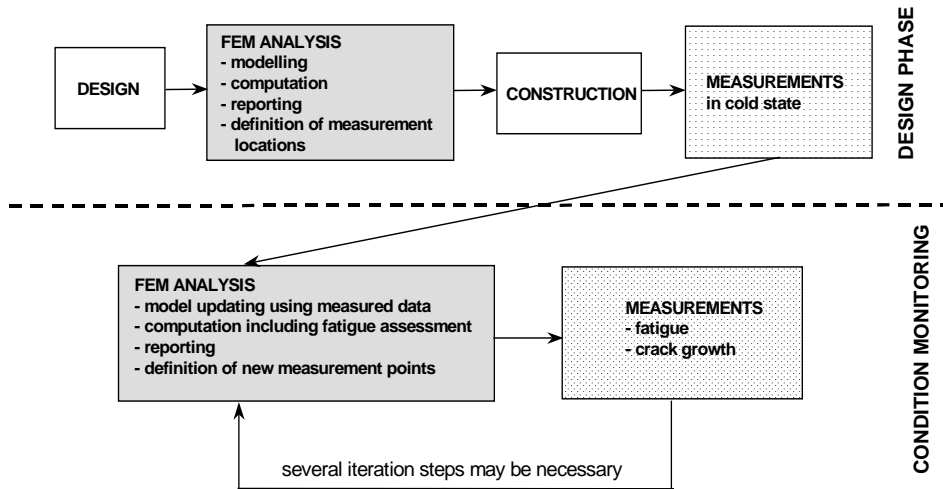 DESIGN
FEM ANALYSIS
- modelling
- computation
- reporting
- definition of measurement
locations
CONSTRUCTION
MEASUREMENTS
in cold state
DESIGN PHASE
FEM ANALYSIS
- model updating using measured data
- computation including fatigue assessment
- reporting
- definition of new measurement points
MEASUREMENTS
- fatigue
- crack growth
several iteration steps may be necessary
CONDITION MONITORING